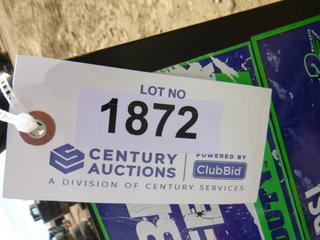 LOT NO
1872
CENTURY
AUCTIONS
POWERED BY
ClubBid
A DIVISION OF CENTURY SERVICES